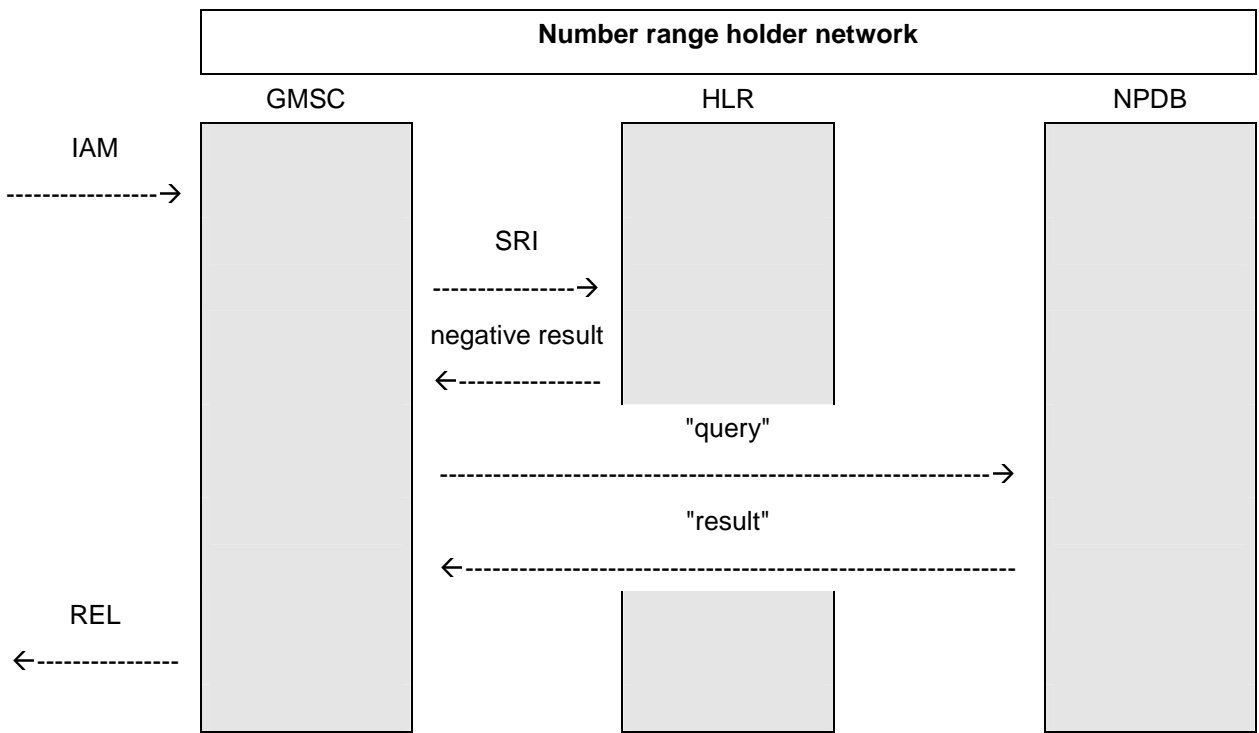 Number range holder network
GMSC HLR NPDB
IAM
SRI
negative result
"query"
"result"
REL